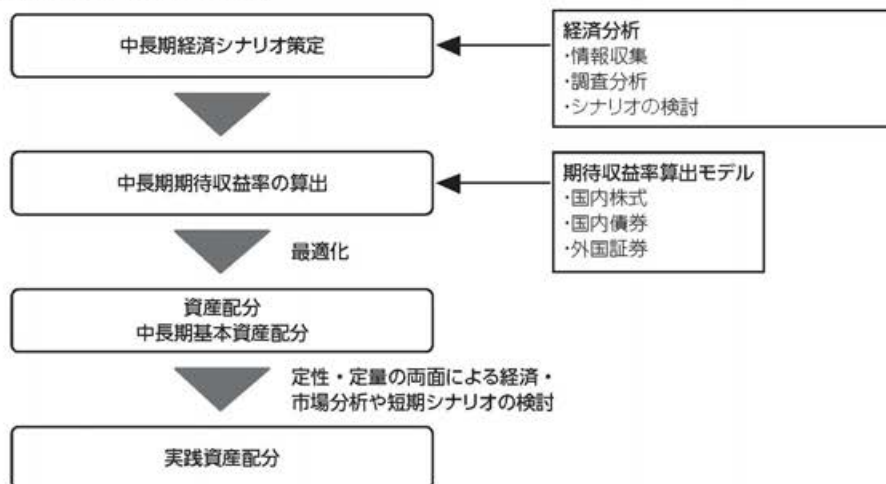 中長期経済シナリオ策定
経済分析
・情報収集
・調査分析
・シナリオの検討
中長期期待収益率の算出
期待収益率算出モデル
・国内株式
・国内債券
・外国証券
最適化
資産配分
中長期基本資産配分
定性・定量の両面による経済・
市場分析や短期シナリオの検討
実践資産配分